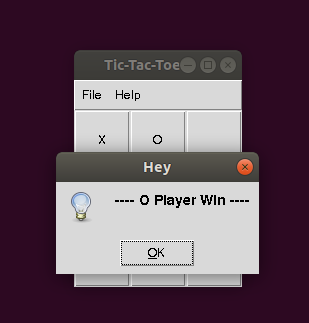 Tic-Tac-Toe
File Help
X O
Hey
---- O Player Win ----
OK